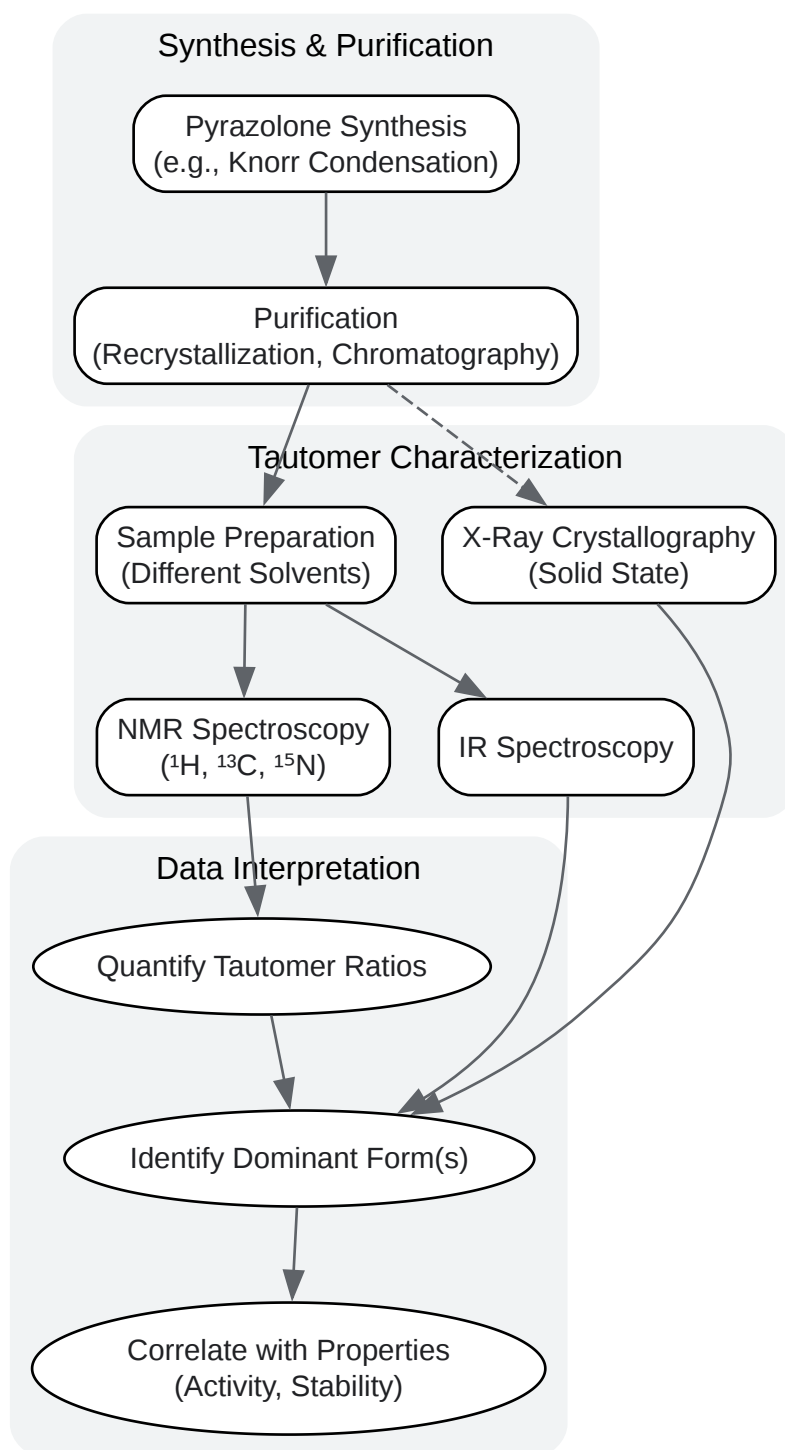 Synthesis & Purification
Pyrazolone Synthesis
(e.g., Knorr Condensation)
Purification
(Recrystallization, Chromatography)
Tautomer Characterization
Sample Preparation
(Different Solvents)
X-Ray Crystallography
(Solid State)
NMR Spectroscopy
(¹H, ¹³C, ¹⁵N)
IR Spectroscopy
Data Interpretation
Quantify Tautomer Ratios
Identify Dominant Form(s)
Correlate with Properties
(Activity, Stability)